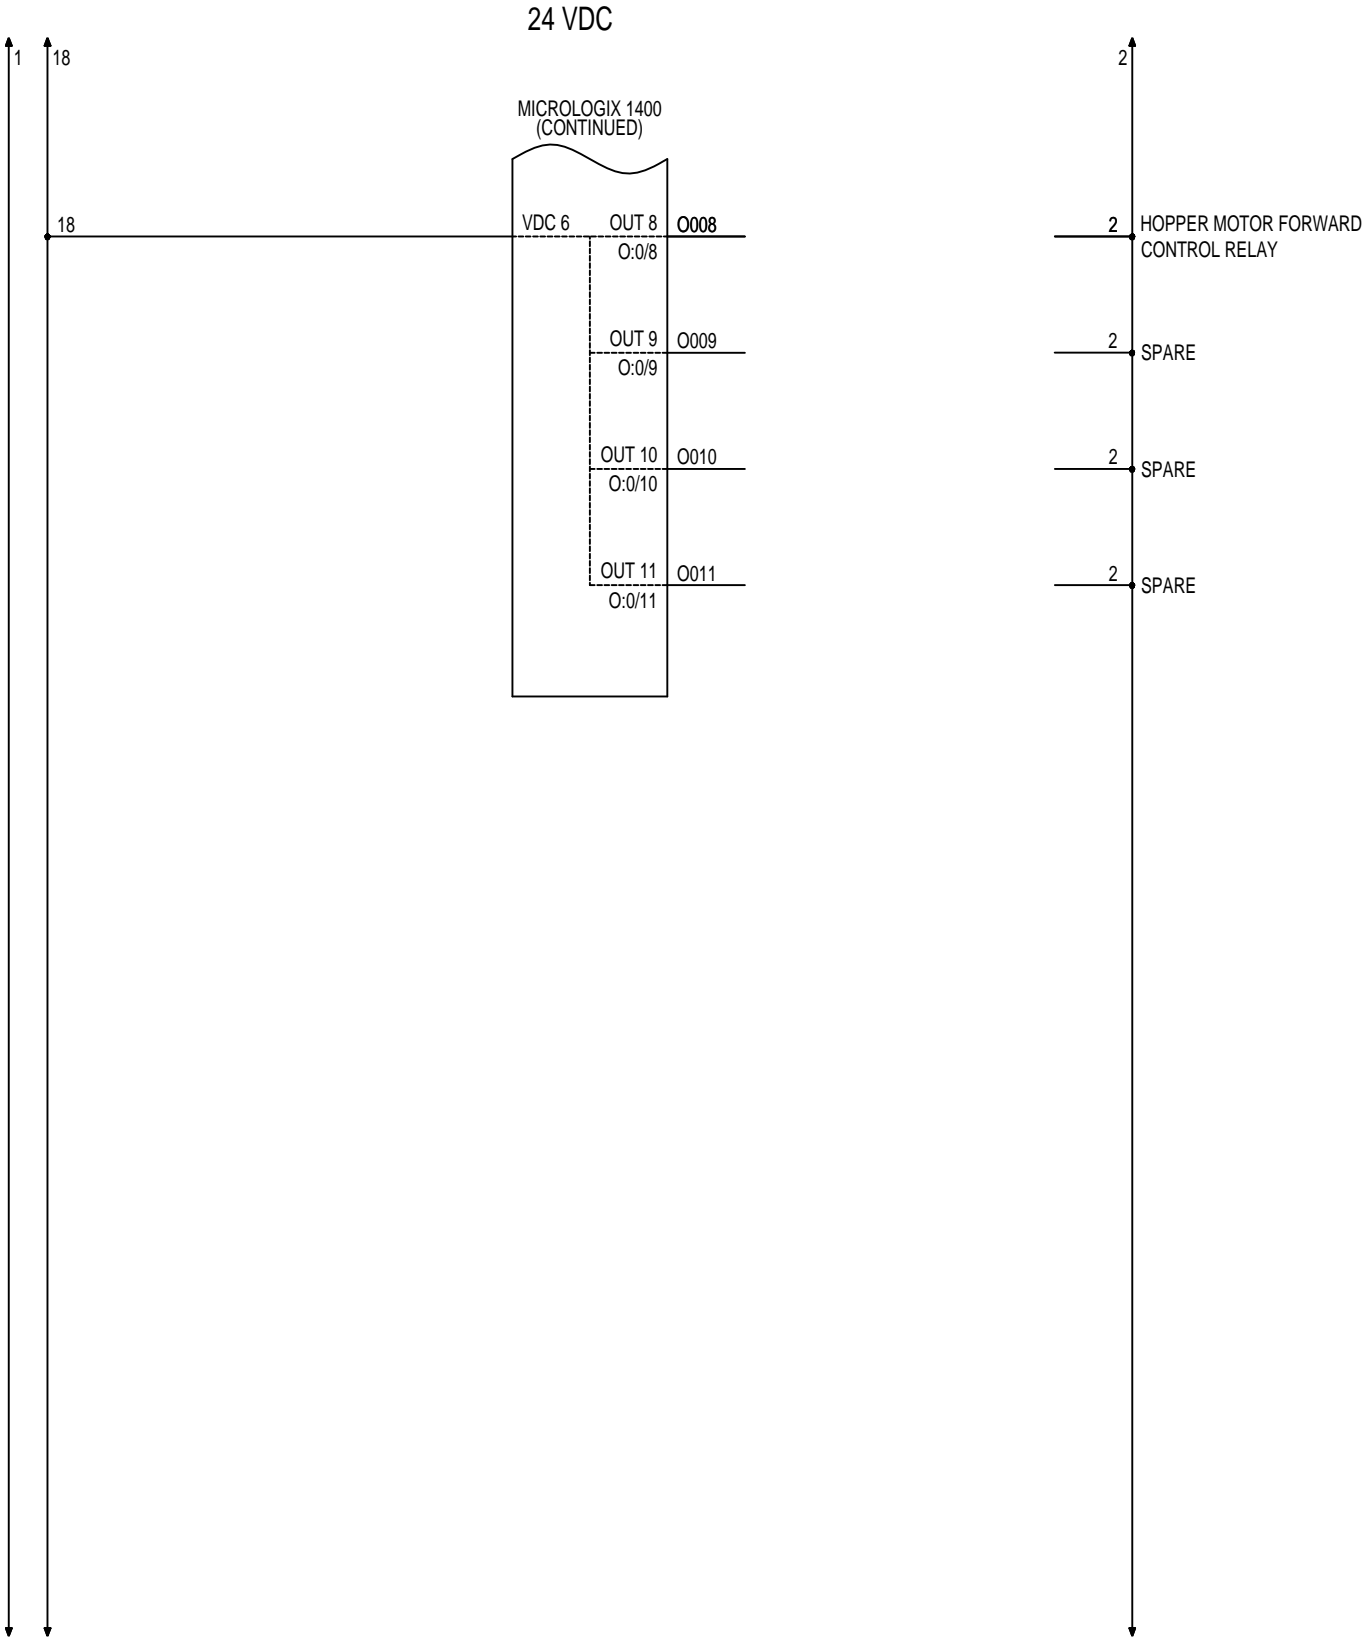 24 VDC
1
18
2
MICROLOGIX 1400
(CONTINUED)
18
VDC 6
OUT 8
O008
2
HOPPER MOTOR FORWARD
O:0/8
CONTROL RELAY
OUT 9
O009
2
SPARE
O:0/9
OUT 10
O010
2
SPARE
O:0/10
OUT 11
O011
2
SPARE
O:0/11